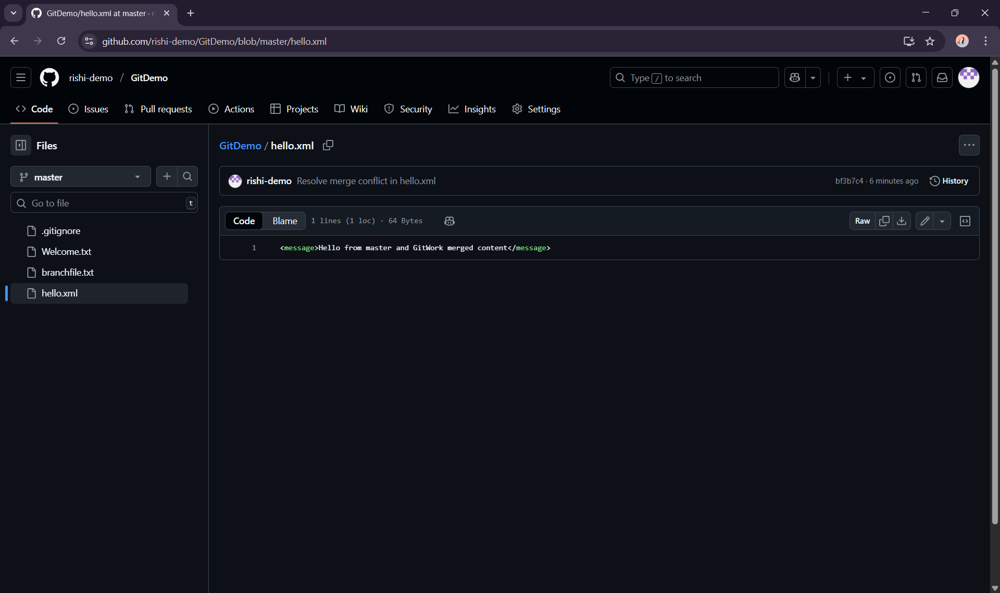 GitDemo/hello.xml at master ·
github.com/rishi-demo/GitDemo/blob/master/hello.xml
rishi-demo / GitDemo
Type / to search
Code Issues Pull requests Actions Projects Wiki Security Insights Settings
Files
master
Go to file t
.gitignore
Welcome.txt
branchfile.txt
hello.xml
GitDemo / hello.xml
rishi-demo Resolve merge conflict in hello.xml bf3b7c4 · 6 minutes ago History
Code Blame 1 lines (1 loc) · 64 Bytes Raw
1 <message>Hello from master and GitWork merged content</message>